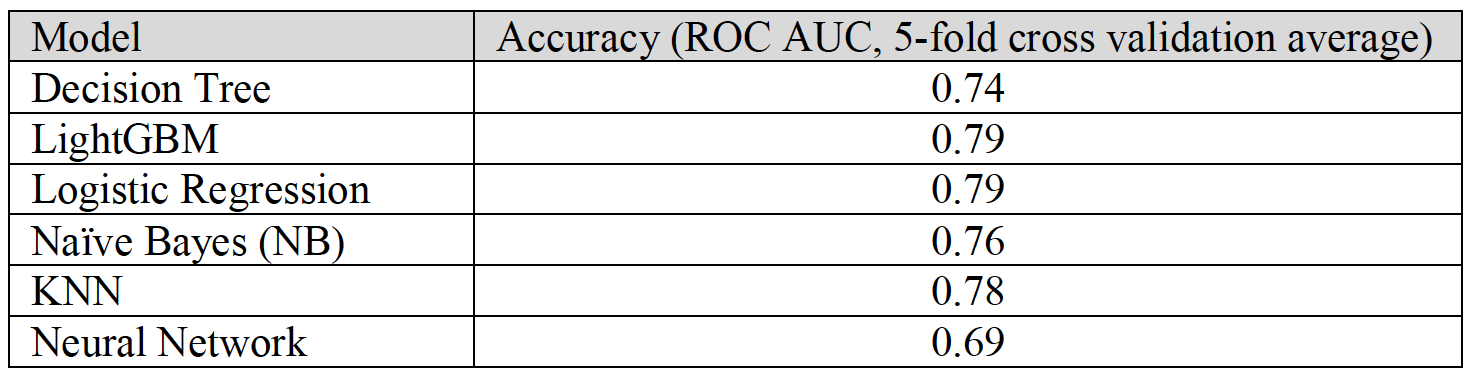 Model Accuracy (ROC AUC, 5-fold cross validation average)
Decision Tree 0.74
LightGBM 0.79
Logistic Regression 0.79
Naïve Bayes (NB) 0.76
KNN 0.78
Neural Network 0.69